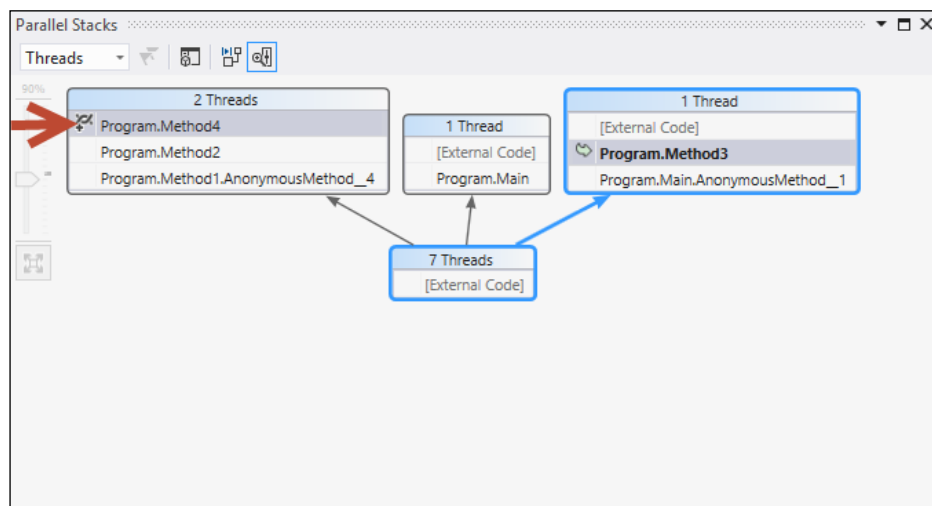 Parallel Stacks
Threads
90%
2 Threads
Program.Method4
Program.Method2
Program.Method1.AnonymousMethod__4
1 Thread
[External Code]
Program.Main
1 Thread
[External Code]
Program.Method3
Program.Main.AnonymousMethod__1
7 Threads
[External Code]